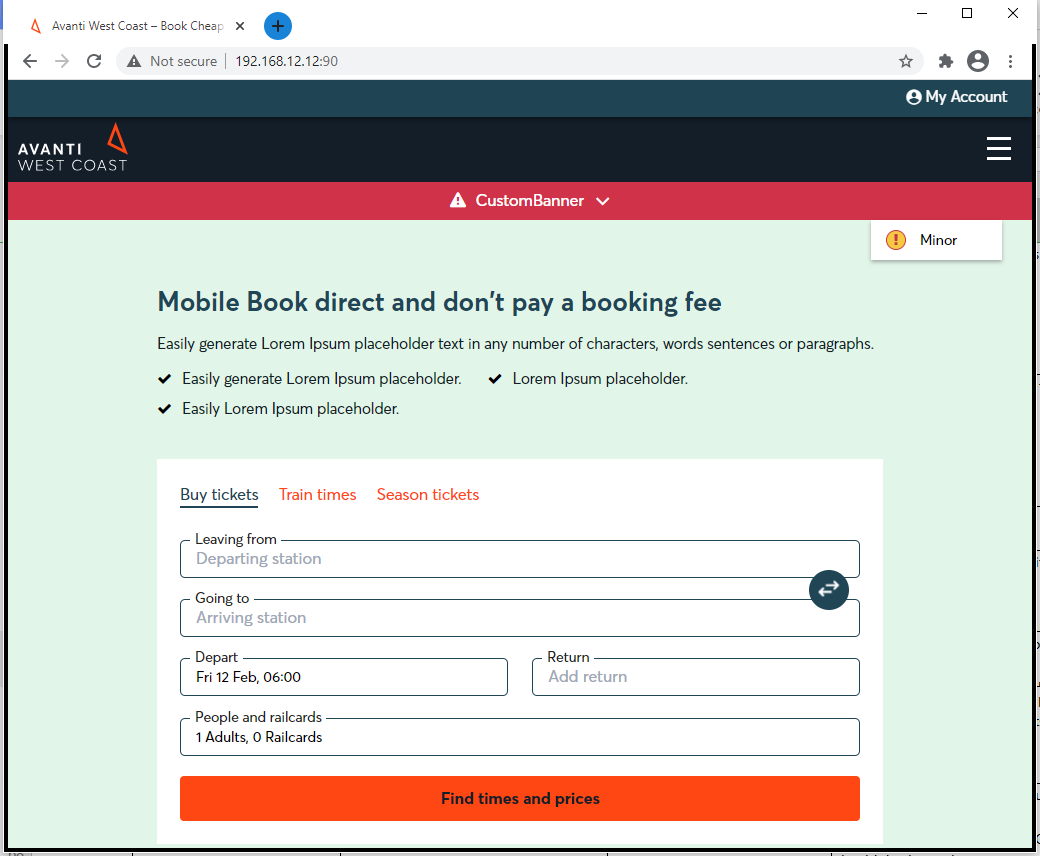 Avanti West Coast – Book Cheap
Not secure 192.168.12.12:90
My Account
AVANTI
WEST COAST
CustomBanner
Minor
Mobile Book direct and don't pay a booking fee
Easily generate Lorem Ipsum placeholder text in any number of characters, words sentences or paragraphs.
Easily generate Lorem Ipsum placeholder. Lorem Ipsum placeholder.
Easily Lorem Ipsum placeholder.
Buy tickets Train times Season tickets
Leaving from
Departing station
Going to
Arriving station
Depart Return
Fri 12 Feb, 06:00 Add return
People and railcards
1 Adults, 0 Railcards
Find times and prices